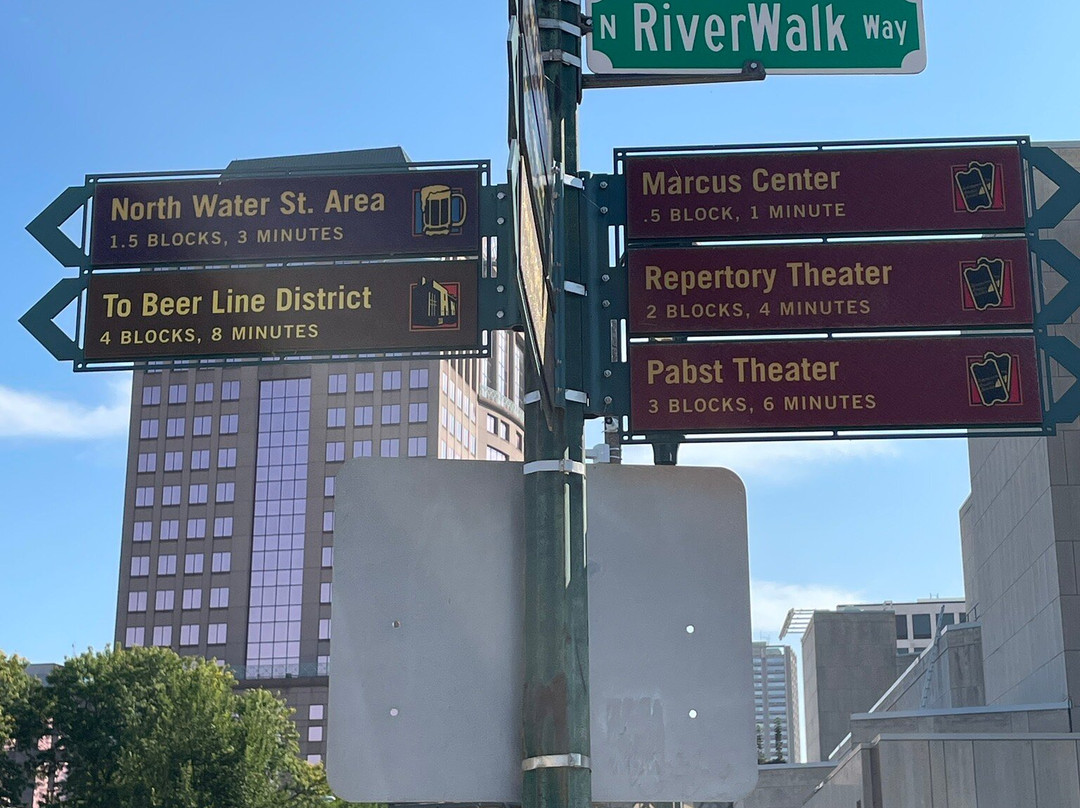 N RiverWalk Way
North Water St. Area
1.5 BLOCKS, 3 MINUTES
To Beer Line District
4 BLOCKS, 8 MINUTES
Marcus Center
.5 BLOCK, 1 MINUTE
Repertory Theater
2 BLOCKS, 4 MINUTES
Pabst Theater
3 BLOCKS, 6 MINUTES